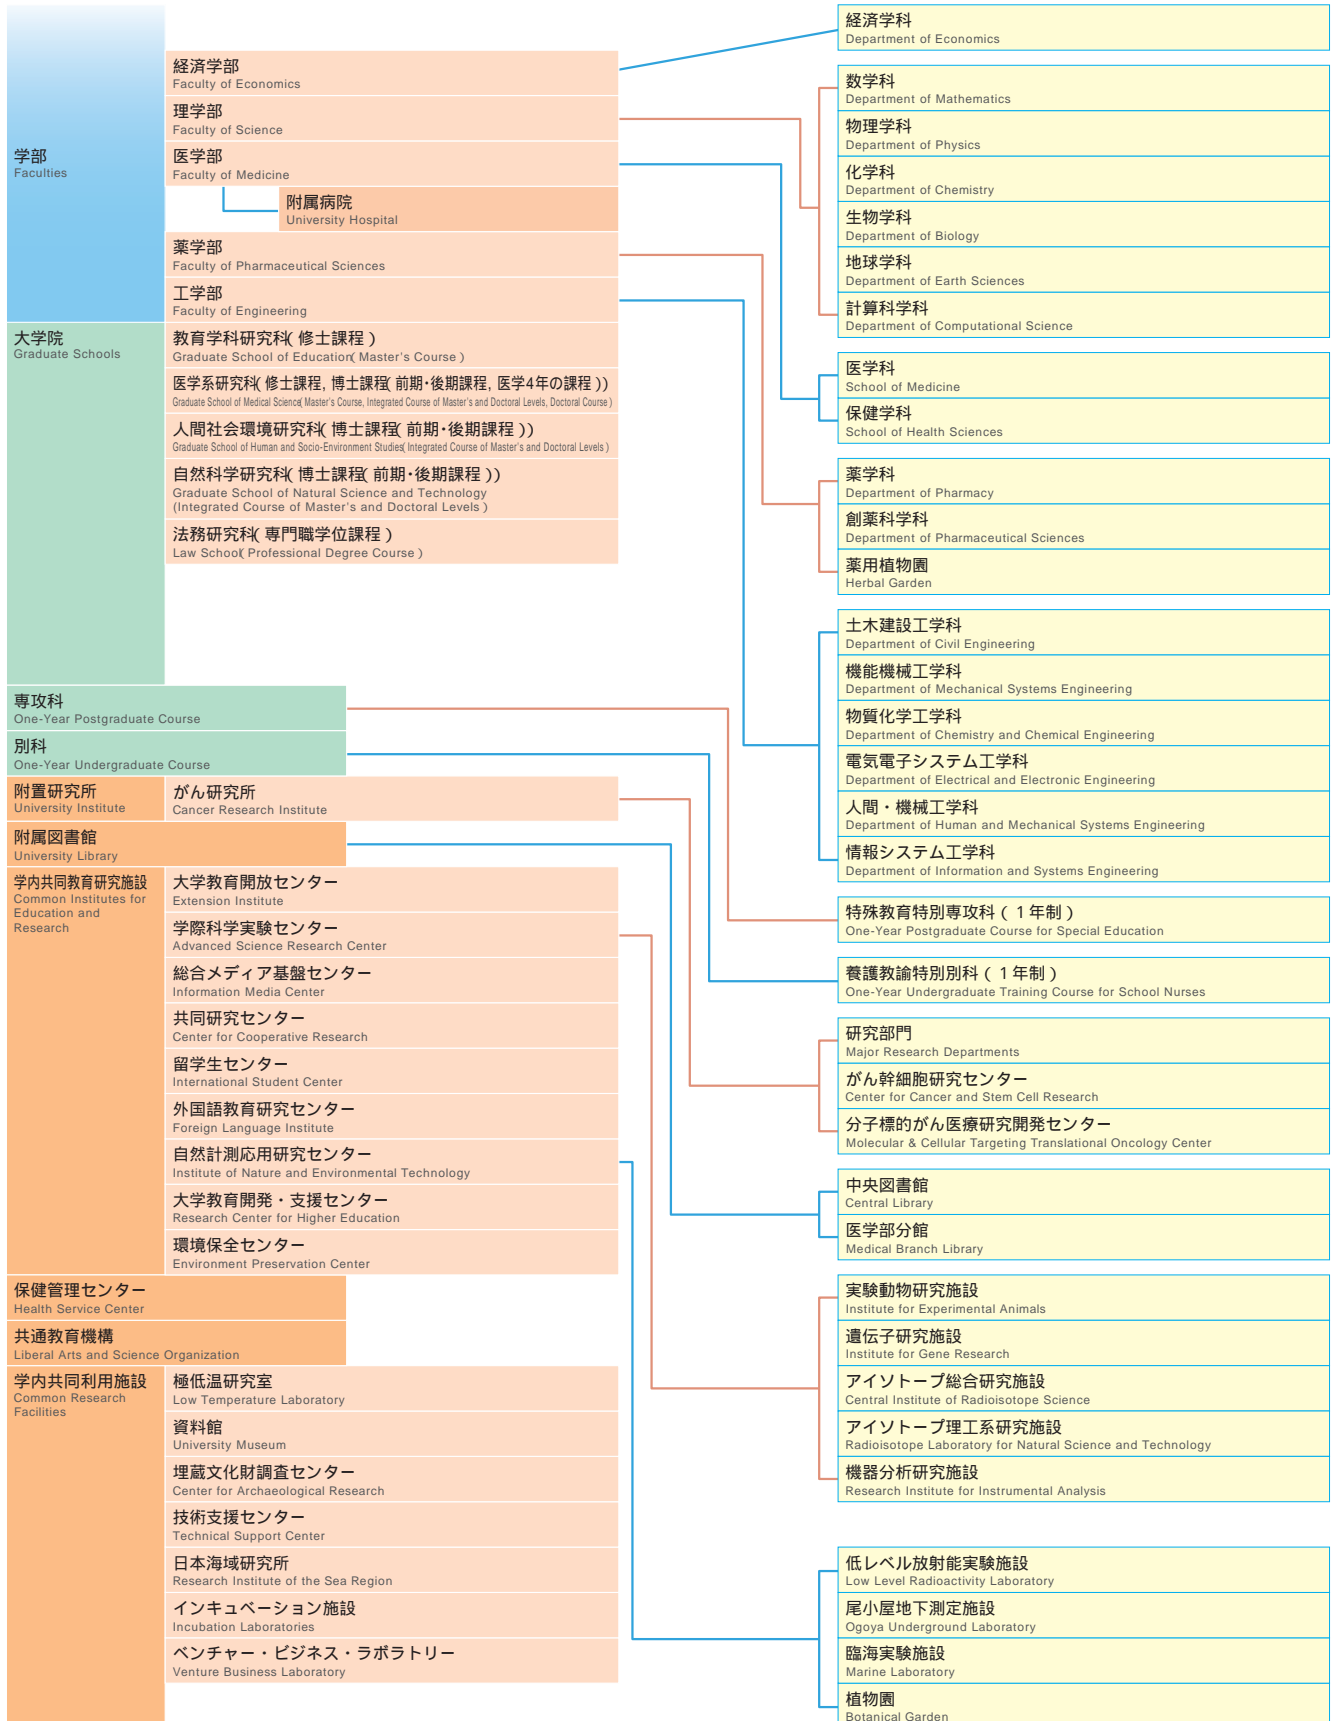 学部
Faculties
経済学部
Faculty of Economics
理学部
Faculty of Science
医学部
Faculty of Medicine
附属病院
University Hospital
薬学部
Faculty of Pharmaceutical Sciences
工学部
Faculty of Engineering
大学院
Graduate Schools
教育学科研究科( 修士課程 )
Graduate School of Education( Master's Course )
医学系研究科( 修士課程, 博士課程( 前期・後期課程, 医学4年の課程 ))
Graduate School of Medical Science( Master's Course, Integrated Course of Master's and Doctoral Levels, Doctoral Course )
人間社会環境研究科( 博士課程( 前期・後期課程 ))
Graduate School of Human and Socio-Environment Studies( Integrated Course of Master's and Doctoral Levels )
自然科学研究科( 博士課程( 前期・後期課程 ))
Graduate School of Natural Science and Technology
(Integrated Course of Master's and Doctoral Levels )
法務研究科( 専門職学位課程 )
Law School( Professional Degree Course )
専攻科
One-Year Postgraduate Course
別科
One-Year Undergraduate Course
附置研究所
University Institute
がん研究所
Cancer Research Institute
附属図書館
University Library
学内共同教育研究施設
Common Institutes for
Education and
Research
大学教育開放センター
Extension Institute
学際科学実験センター
Advanced Science Research Center
総合メディア基盤センター
Information Media Center
共同研究センター
Center for Cooperative Research
留学生センター
International Student Center
外国語教育研究センター
Foreign Language Institute
自然計測応用研究センター
Institute of Nature and Environmental Technology
大学教育開発・支援センター
Research Center for Higher Education
環境保全センター
Environment Preservation Center
保健管理センター
Health Service Center
共通教育機構
Liberal Arts and Science Organization
学内共同利用施設
Common Research
Facilities
極低温研究室
Low Temperature Laboratory
資料館
University Museum
埋蔵文化財調査センター
Center for Archaeological Research
技術支援センター
Technical Support Center
日本海域研究所
Research Institute of the Sea Region
インキュベーション施設
Incubation Laboratories
ベンチャー・ビジネス・ラボラトリー
Venture Business Laboratory
経済学科
Department of Economics
数学科
Department of Mathematics
物理学科
Department of Physics
化学科
Department of Chemistry
生物学科
Department of Biology
地球学科
Department of Earth Sciences
計算科学科
Department of Computational Science
医学科
School of Medicine
保健学科
School of Health Sciences
薬学科
Department of Pharmacy
創薬科学科
Department of Pharmaceutical Sciences
薬用植物園
Herbal Garden
土木建設工学科
Department of Civil Engineering
機能機械工学科
Department of Mechanical Systems Engineering
物質化学工学科
Department of Chemistry and Chemical Engineering
電気電子システム工学科
Department of Electrical and Electronic Engineering
人間・機械工学科
Department of Human and Mechanical Systems Engineering
情報システム工学科
Department of Information and Systems Engineering
特殊教育特別専攻科 ( 1年制 )
One-Year Postgraduate Course for Special Education
養護教諭特別別科 ( 1年制 )
One-Year Undergraduate Training Course for School Nurses
研究部門
Major Research Departments
がん幹細胞研究センター
Center for Cancer and Stem Cell Research
分子標的がん医療研究開発センター
Molecular & Cellular Targeting Translational Oncology Center
中央図書館
Central Library
医学部分館
Medical Branch Library
実験動物研究施設
Institute for Experimental Animals
遺伝子研究施設
Institute for Gene Research
アイソトープ総合研究施設
Central Institute of Radioisotope Science
アイソトープ理工系研究施設
Radioisotope Laboratory for Natural Science and Technology
機器分析研究施設
Research Institute for Instrumental Analysis
低レベル放射能実験施設
Low Level Radioactivity Laboratory
尾小屋地下測定施設
Ogoya Underground Laboratory
臨海実験施設
Marine Laboratory
植物園
Botanical Garden